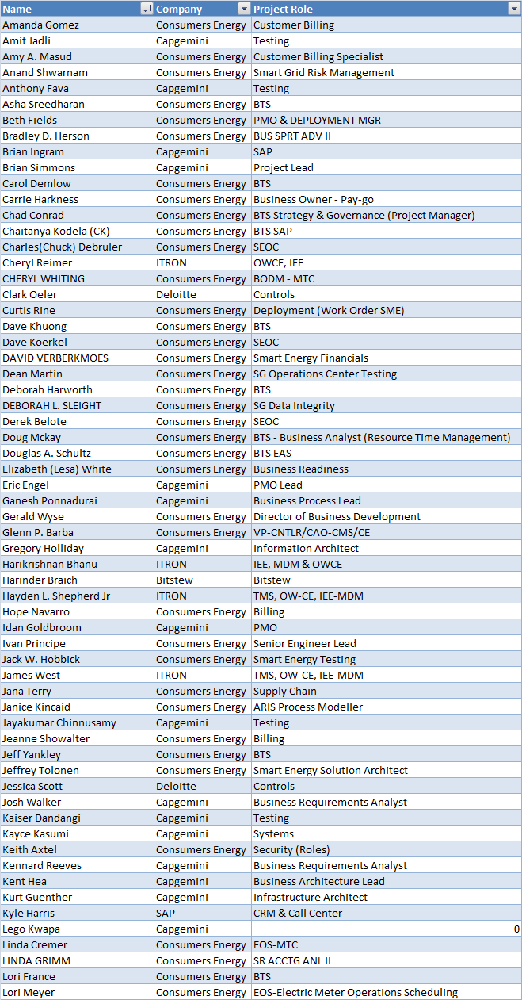 Name Company Project Role
Amanda Gomez Consumers Energy Customer Billing
Amit Jadli Capgemini Testing
Amy A. Masud Consumers Energy Customer Billing Specialist
Anand Shwarnam Consumers Energy Smart Grid Risk Management
Anthony Fava Capgemini Testing
Asha Sreedharan Consumers Energy BTS
Beth Fields Consumers Energy PMO & DEPLOYMENT MGR
Bradley D. Herson Consumers Energy BUS SPRT ADV II
Brian Ingram Capgemini SAP
Brian Simmons Capgemini Project Lead
Carol Demlow Consumers Energy BTS
Carrie Harkness Consumers Energy Business Owner - Pay-go
Chad Conrad Consumers Energy BTS Strategy & Governance (Project Manager)
Chaitanya Kodela (CK) Consumers Energy BTS SAP
Charles(Chuck) Debruler Consumers Energy SEOC
Cheryl Reimer ITRON OWCE, IEE
CHERYL WHITING Consumers Energy BODM - MTC
Clark Oeler Deloitte Controls
Curtis Rine Consumers Energy Deployment (Work Order SME)
Dave Khuong Consumers Energy BTS
Dave Koerkel Consumers Energy SEOC
DAVID VERBERKMOES Consumers Energy Smart Energy Financials
Dean Martin Consumers Energy SG Operations Center Testing
Deborah Harworth Consumers Energy BTS
DEBORAH L. SLEIGHT Consumers Energy SG Data Integrity
Derek Belote Consumers Energy SEOC
Doug Mckay Consumers Energy BTS - Business Analyst (Resource Time Management)
Douglas A. Schultz Consumers Energy BTS EAS
Elizabeth (Lesa) White Consumers Energy Business Readiness
Eric Engel Capgemini PMO Lead
Ganesh Ponnadurai Capgemini Business Process Lead
Gerald Wyse Consumers Energy Director of Business Development
Glenn P. Barba Consumers Energy VP-CNTLR/CAO-CMS/CE
Gregory Holliday Capgemini Information Architect
Harikrishnan Bhanu ITRON IEE, MDM & OWCE
Harinder Braich Bitstew Bitstew
Hayden L. Shepherd Jr ITRON TMS, OW-CE, IEE-MDM
Hope Navarro Consumers Energy Billing
Idan Goldbroom Capgemini PMO
Ivan Principe Consumers Energy Senior Engineer Lead
Jack W. Hobbick Consumers Energy Smart Energy Testing
James West ITRON TMS, OW-CE, IEE-MDM
Jana Terry Consumers Energy Supply Chain
Janice Kincaid Consumers Energy ARIS Process Modeller
Jayakumar Chinnusamy Capgemini Testing
Jeanne Showalter Consumers Energy Billing
Jeff Yankley Consumers Energy BTS
Jeffrey Tolonen Consumers Energy Smart Energy Solution Architect
Jessica Scott Deloitte Controls
Josh Walker Capgemini Business Requirements Analyst
Kaiser Dandangi Capgemini Testing
Kayce Kasumi Capgemini Systems
Keith Axtel Consumers Energy Security (Roles)
Kennard Reeves Capgemini Business Requirements Analyst
Kent Hea Capgemini Business Architecture Lead
Kurt Guenther Capgemini Infrastructure Architect
Kyle Harris SAP CRM & Call Center
Lego Kwapa Capgemini 0
Linda Cremer Consumers Energy EOS-MTC
LINDA GRIMM Consumers Energy SR ACCTG ANL II
Lori France Consumers Energy BTS
Lori Meyer Consumers Energy EOS-Electric Meter Operations Scheduling